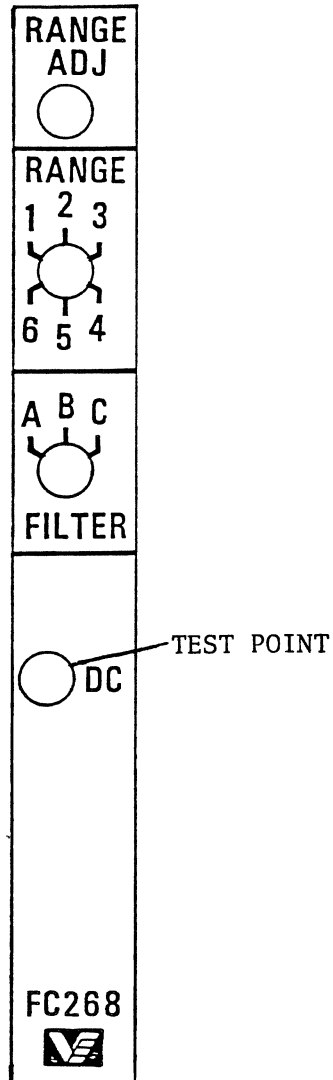 RANGE
ADJ
RANGE
1 2 3
6 5 4
A B C
FILTER
TEST POINT
DC
FC268